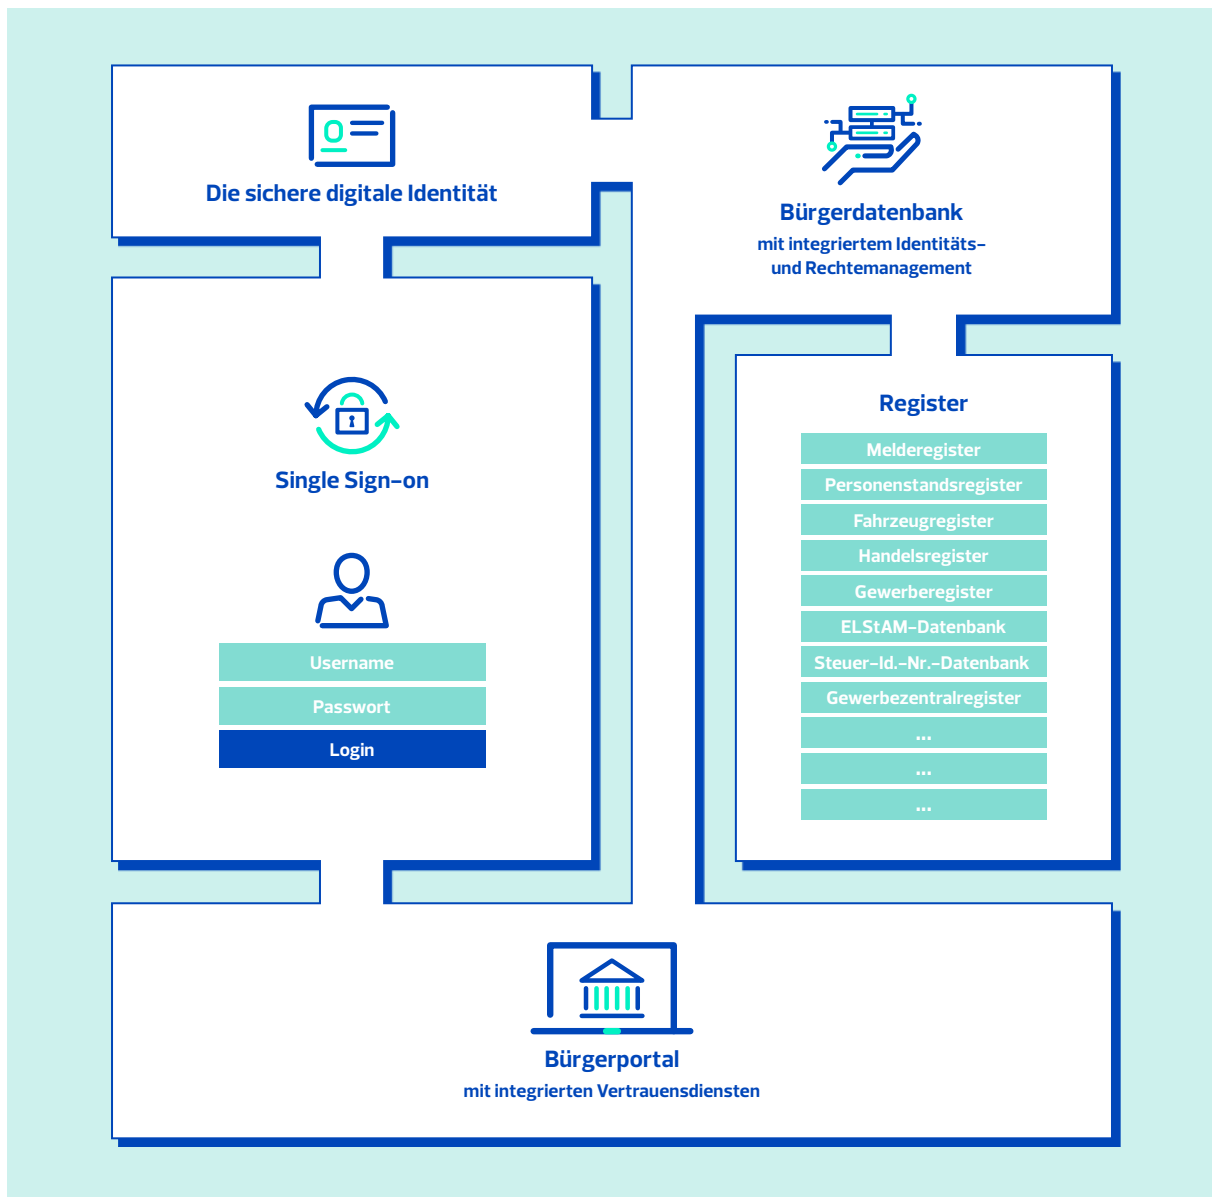 Die sichere digitale Identität
Bürgerdatenbank
mit integriertem Identitäts-
und Rechtemanagement
Single Sign-on
Username
Passwort
Login
Register
Melderegister
Personenstandsregister
Fahrzeugregister
Handelsregister
Gewerberegister
ELStAM-Datenbank
Steuer-Id.-Nr.-Datenbank
Gewerbezentralregister
...
...
...
Bürgerportal
mit integrierten Vertrauensdiensten